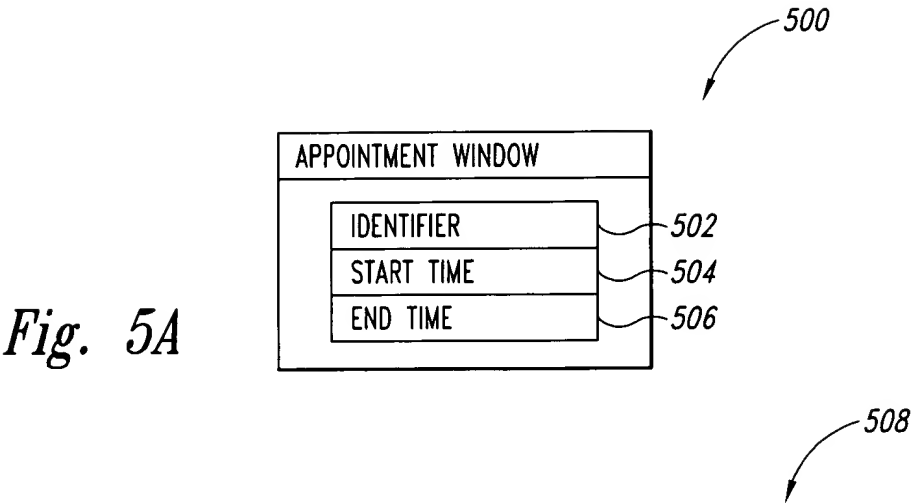 500
APPOINTMENT WINDOW
IDENTIFIER
502
START TIME
504
END TIME
506
Fig. 5A
508